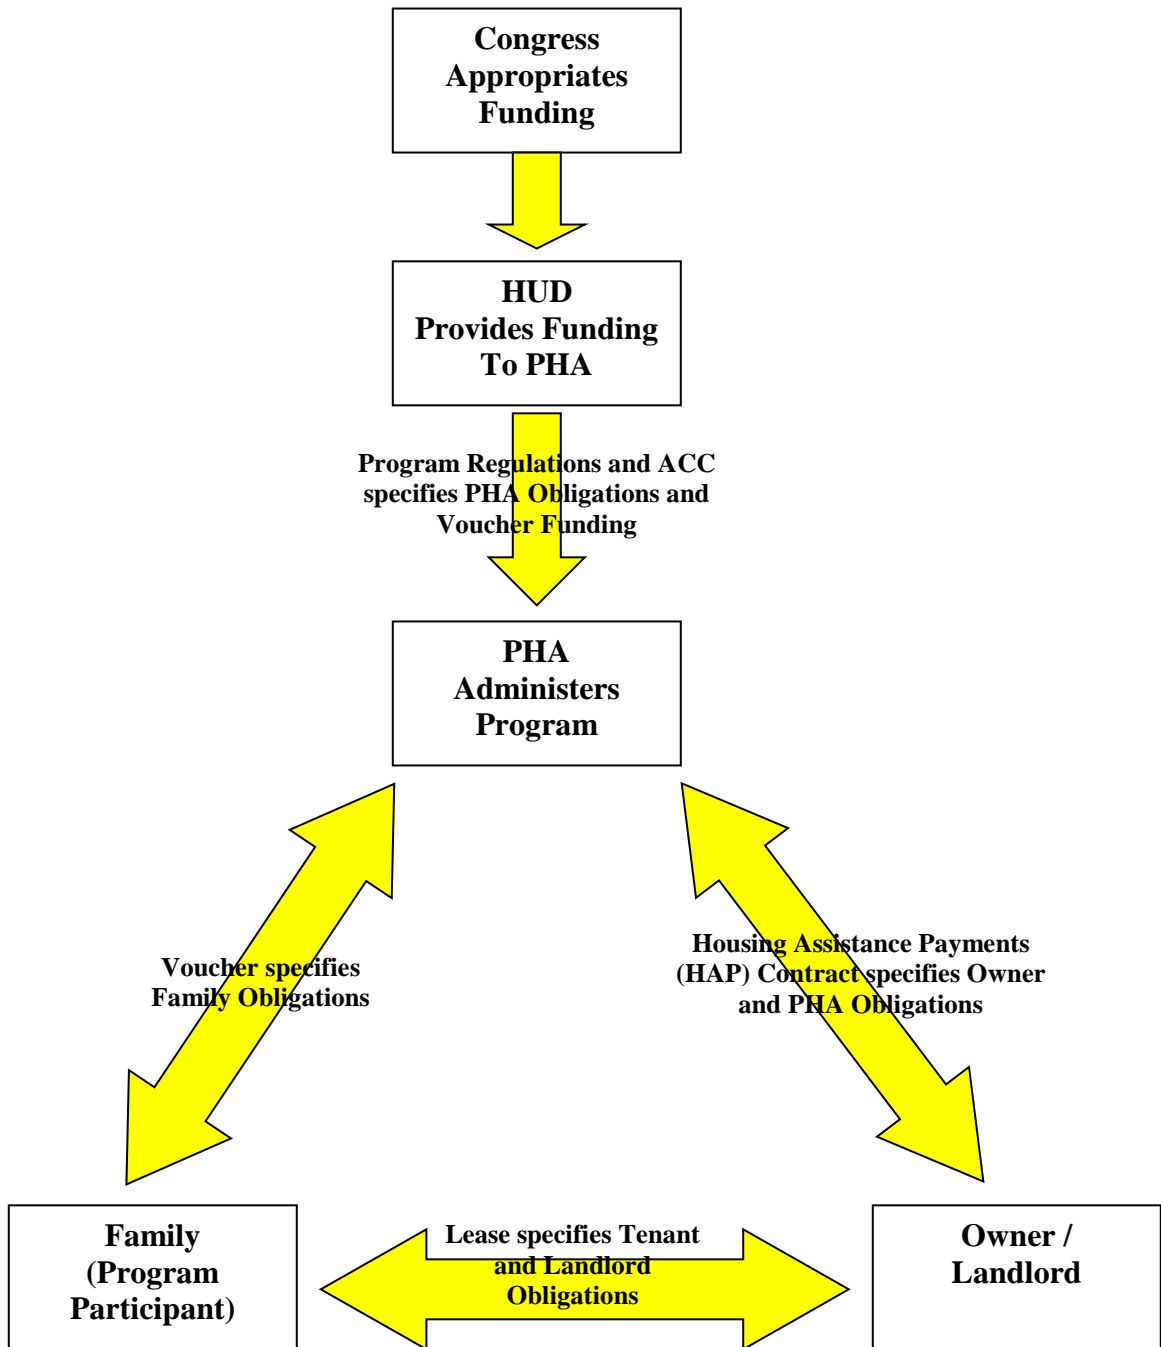 Congress
Appropriates
Funding
HUD
Provides Funding
To PHA
Program Regulations and ACC
specifies PHA Obligations and
Voucher Funding
PHA
Administers
Program
Voucher specifies
Family Obligations
Housing Assistance Payments
(HAP) Contract specifies Owner
and PHA Obligations
Family
(Program
Participant)
Lease specifies Tenant
and Landlord
Obligations
Owner /
Landlord